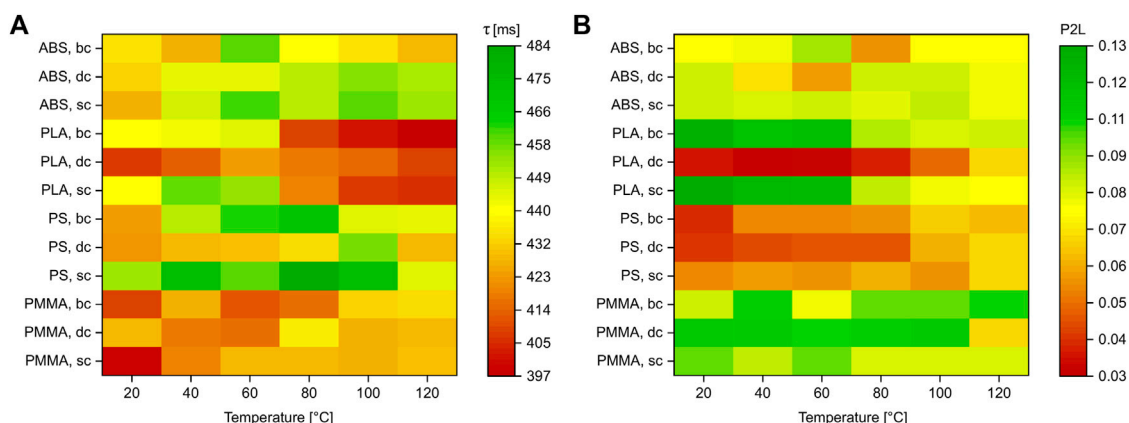 A
τ [ms]
ABS, bc
ABS, dc
ABS, sc
PLA, bc
PLA, dc
PLA, sc
PS, bc
PS, dc
PS, sc
PMMA, bc
PMMA, dc
PMMA, sc
20 40 60 80 100 120
Temperature [°C]
484
475
466
458
449
440
432
423
414
406
397
B
P2L
ABS, bc
ABS, dc
ABS, sc
PLA, bc
PLA, dc
PLA, sc
PS, bc
PS, dc
PS, sc
PMMA, bc
PMMA, dc
PMMA, sc
20 40 60 80 100 120
Temperature [°C]
0.13
0.12
0.11
0.10
0.09
0.08
0.07
0.06
0.05
0.04
0.03